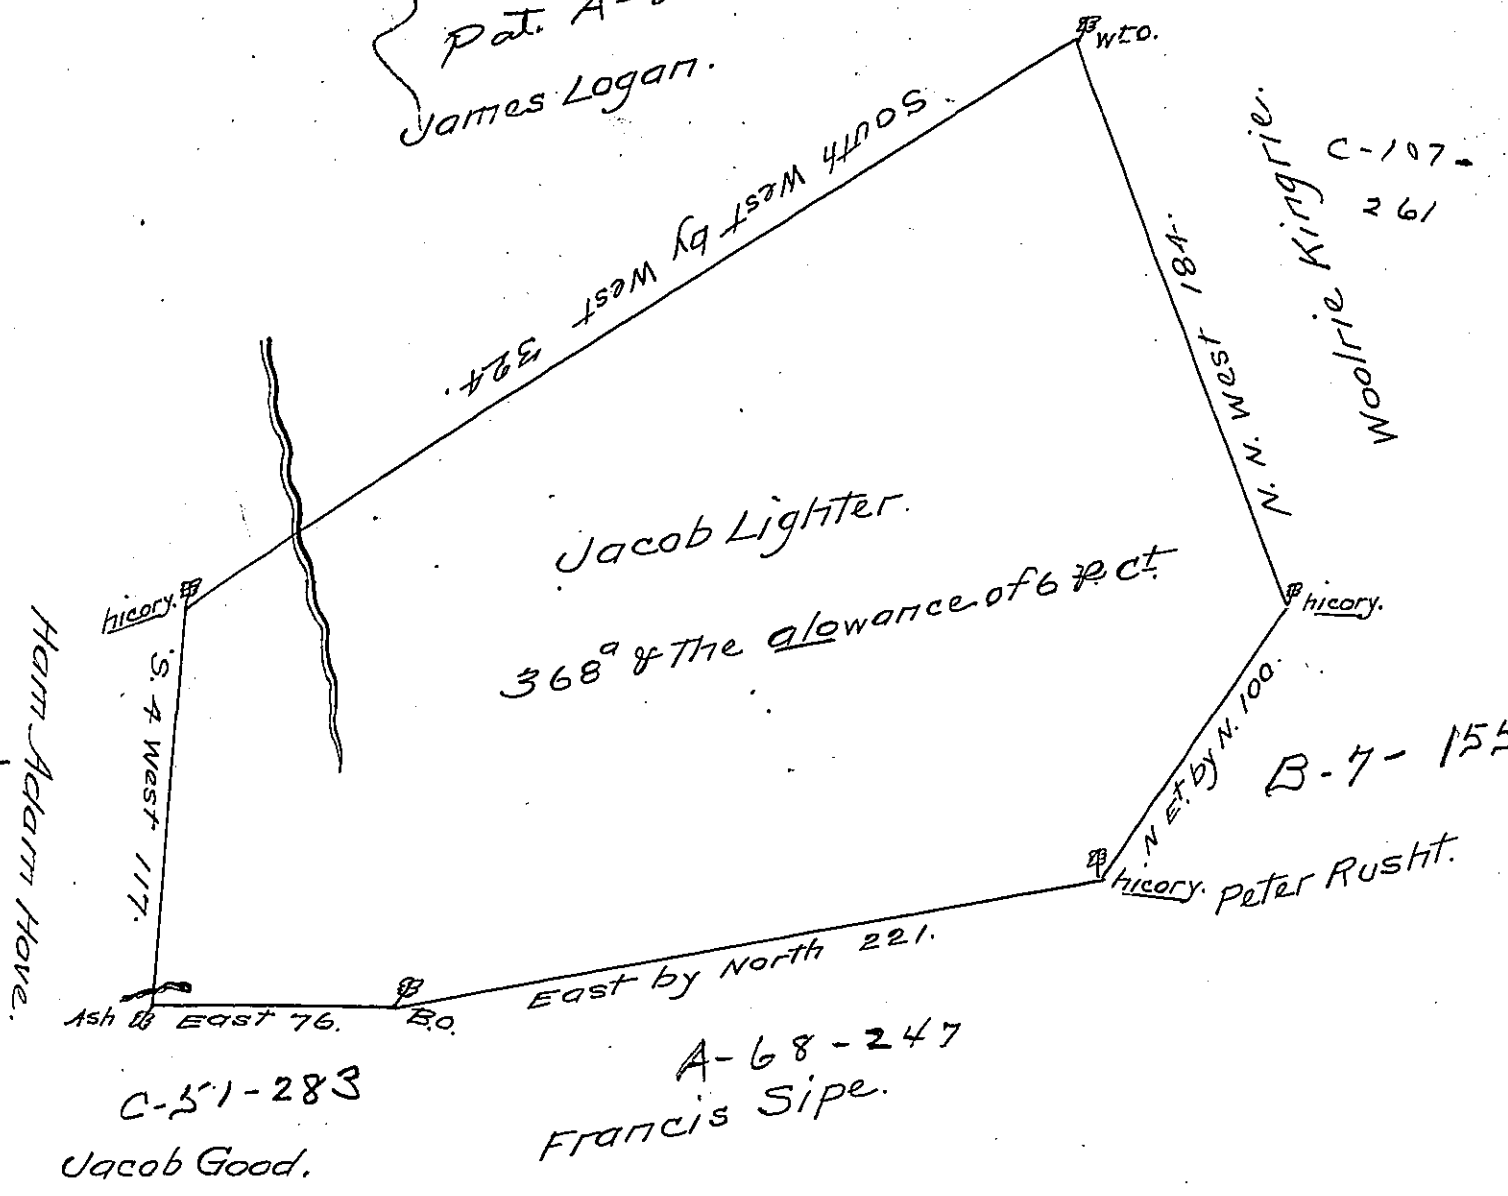 Pat. A-
James Logan.
Wt O.
South West by West 324.
C-107-
261
Woolrie Kingrie.
N. N. West 184.
Jacob Lighter.
368a & The alowance of 6 p. Ct.
hicory.
hicory.
S. 4 West 117.
Ham Adam Hove.
N Et. by N. 100.
B-7-155
hicory.
Peter Rusht.
East by North 221.
Ash
East 76.
B.O.
A-68-247
Francis Sipe.
C-51-283
Jacob Good.